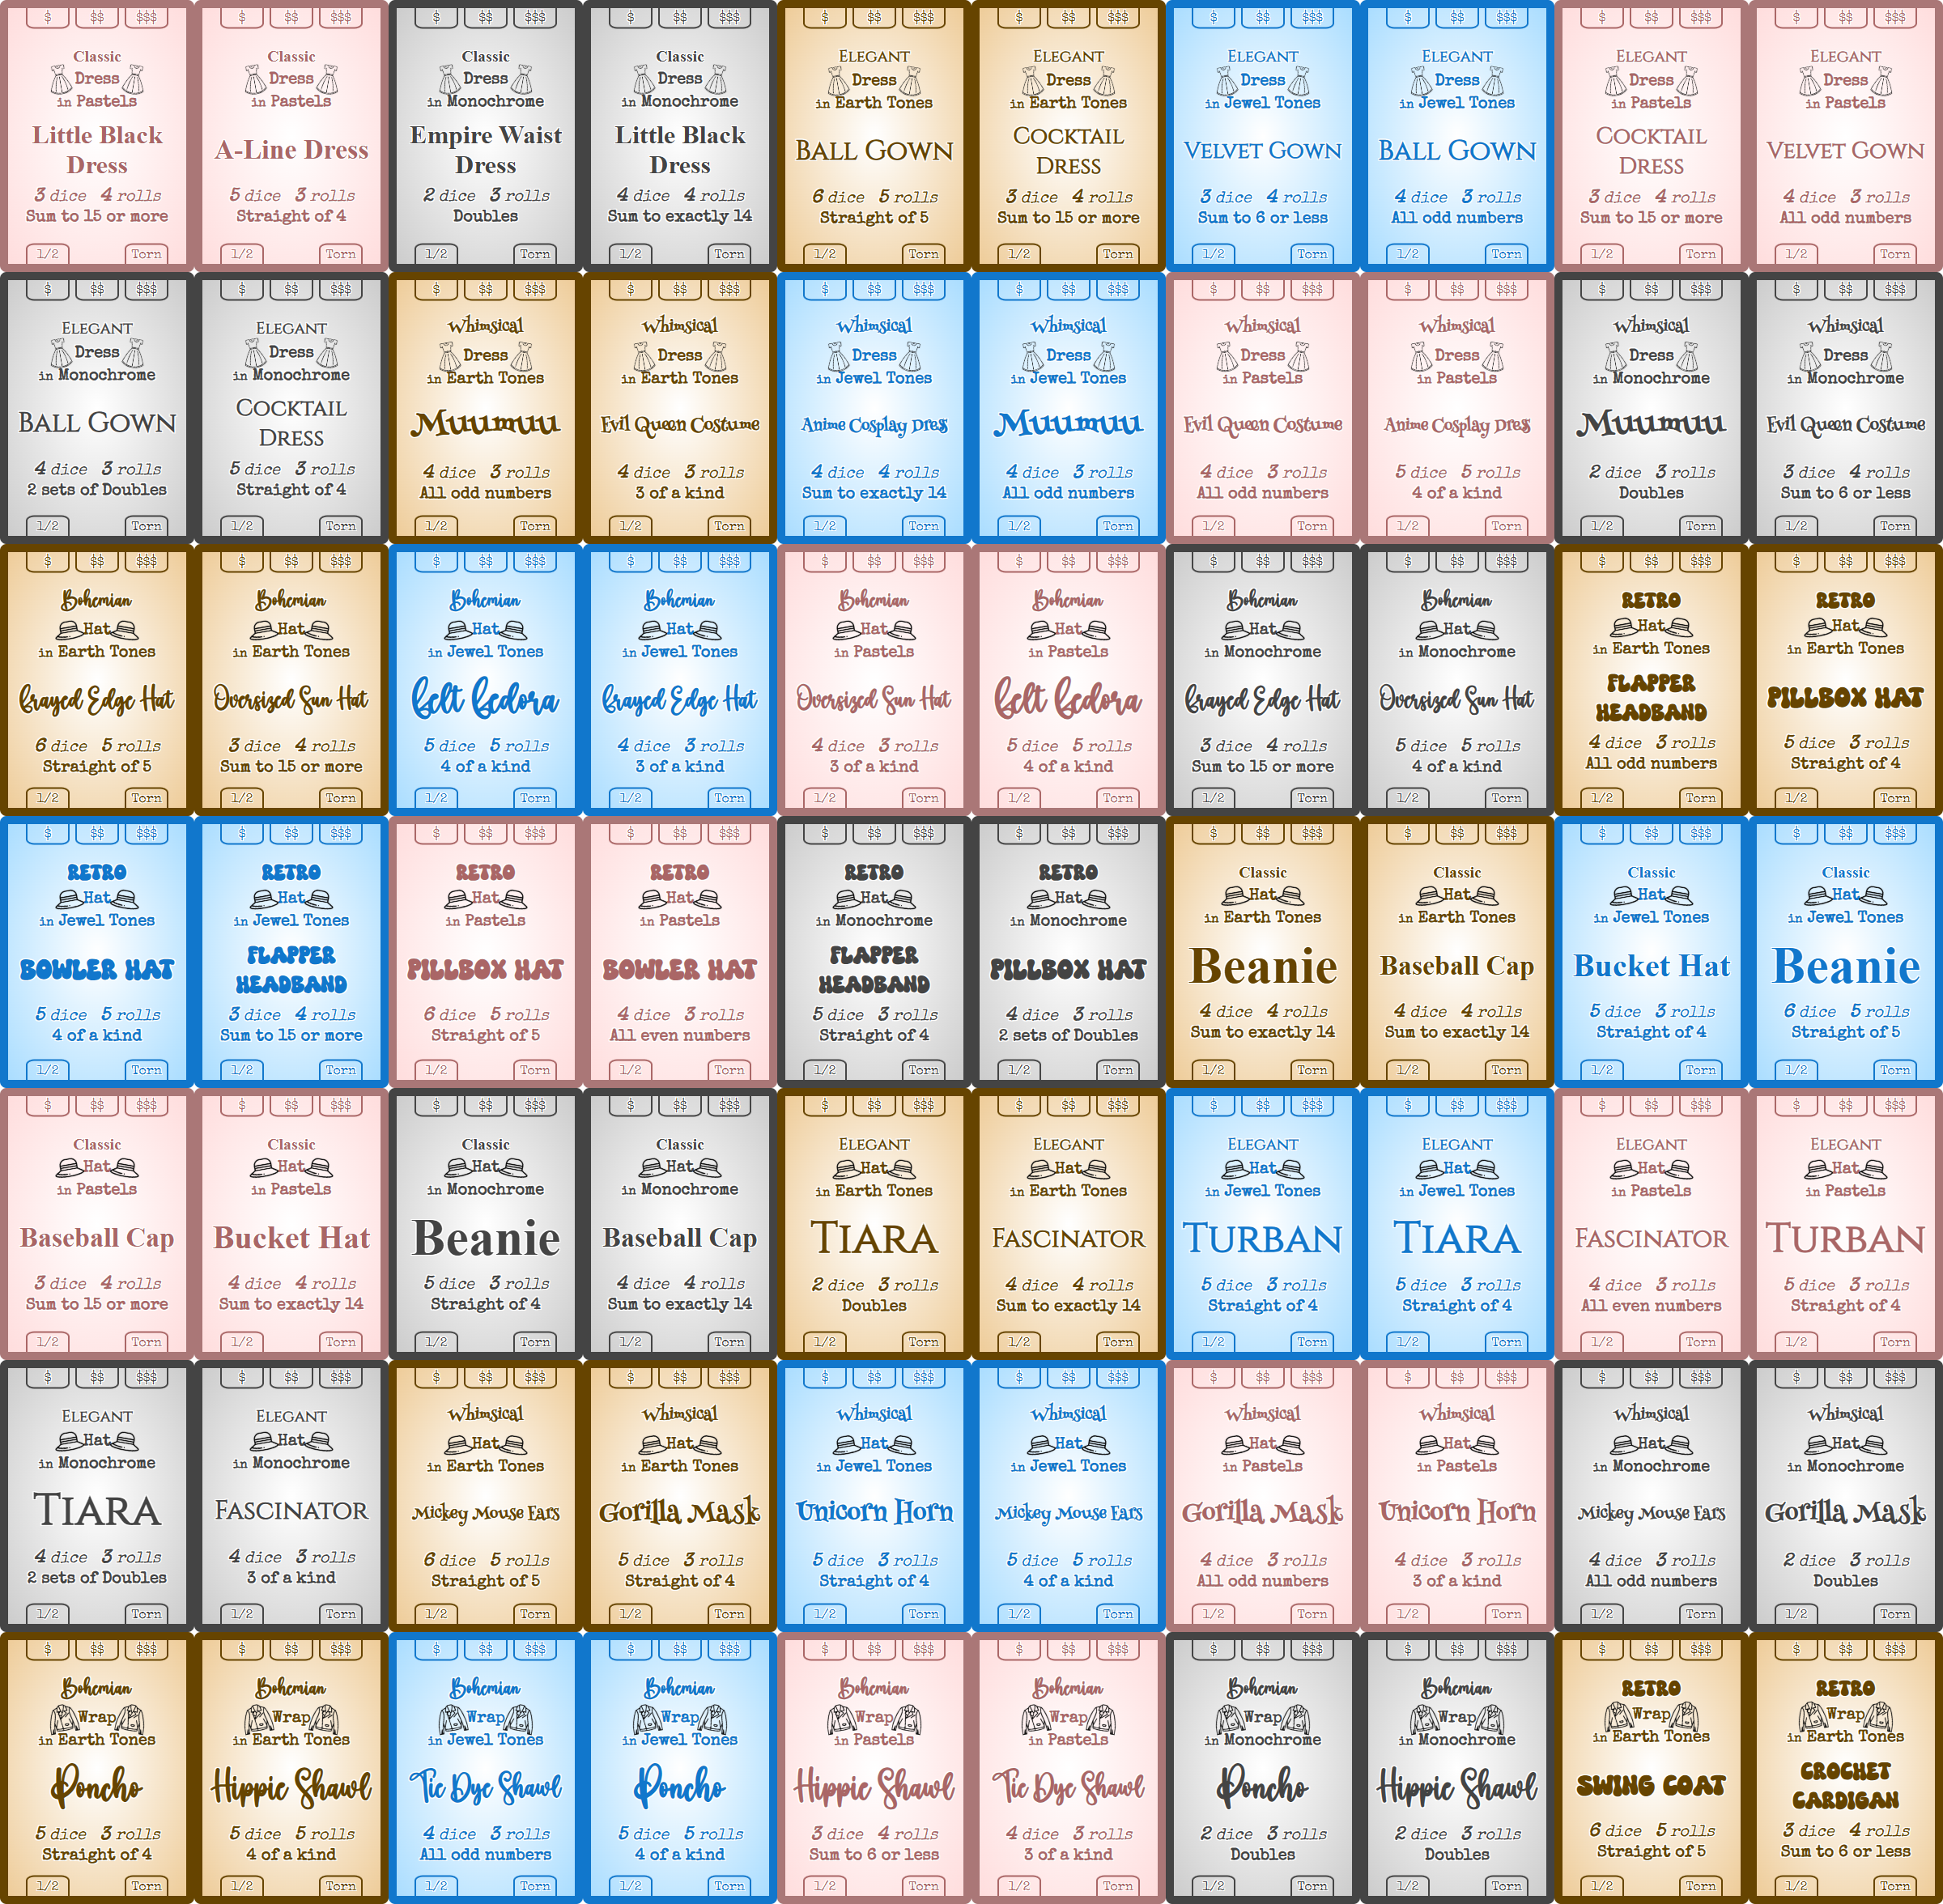 $ $$ $$$
Classic
Dress
in Pastels
Little Black
Dress
3 dice 4 rolls
Sum to 15 or more
1/2 Torn
$ $$ $$$
Classic
Dress
in Pastels
A-Line Dress
5 dice 3 rolls
Straight of 4
1/2 Torn
$ $$ $$$
Classic
Dress
in Monochrome
Empire Waist
Dress
2 dice 3 rolls
Doubles
1/2 Torn
$ $$ $$$
Classic
Dress
in Monochrome
Little Black
Dress
4 dice 4 rolls
Sum to exactly 14
1/2 Torn
$ $$ $$$
Elegant
Dress
in Earth Tones
Ball Gown
6 dice 5 rolls
Straight of 5
1/2 Torn
$ $$ $$$
Elegant
Dress
in Earth Tones
Cocktail
Dress
3 dice 4 rolls
Sum to 15 or more
1/2 Torn
$ $$ $$$
Elegant
Dress
in Jewel Tones
Velvet Gown
3 dice 4 rolls
Sum to 6 or less
1/2 Torn
$ $$ $$$
Elegant
Dress
in Jewel Tones
Ball Gown
4 dice 3 rolls
All odd numbers
1/2 Torn
$ $$ $$$
Elegant
Dress
in Pastels
Cocktail
Dress
3 dice 4 rolls
Sum to 15 or more
1/2 Torn
$ $$ $$$
Elegant
Dress
in Pastels
Velvet Gown
4 dice 3 rolls
All odd numbers
1/2 Torn
$ $$ $$$
Elegant
Dress
in Monochrome
Ball Gown
4 dice 3 rolls
2 sets of Doubles
1/2 Torn
$ $$ $$$
Elegant
Dress
in Monochrome
Cocktail
Dress
5 dice 3 rolls
Straight of 4
1/2 Torn
$ $$ $$$
Whimsical
Dress
in Earth Tones
Muumuu
4 dice 3 rolls
All odd numbers
1/2 Torn
$ $$ $$$
Whimsical
Dress
in Earth Tones
Evil Queen Costume
4 dice 3 rolls
3 of a kind
1/2 Torn
$ $$ $$$
Whimsical
Dress
in Jewel Tones
Anime Cosplay Dress
4 dice 4 rolls
Sum to exactly 14
1/2 Torn
$ $$ $$$
Whimsical
Dress
in Jewel Tones
Muumuu
4 dice 3 rolls
All odd numbers
1/2 Torn
$ $$ $$$
Whimsical
Dress
in Pastels
Evil Queen Costume
4 dice 3 rolls
All odd numbers
1/2 Torn
$ $$ $$$
Whimsical
Dress
in Pastels
Anime Cosplay Dress
5 dice 5 rolls
4 of a kind
1/2 Torn
$ $$ $$$
Whimsical
Dress
in Monochrome
Muumuu
2 dice 3 rolls
Doubles
1/2 Torn
$ $$ $$$
Whimsical
Dress
in Monochrome
Evil Queen Costume
3 dice 4 rolls
Sum to 6 or less
1/2 Torn
$ $$ $$$
Bohemian
Hat
in Earth Tones
Frayed Edge Hat
6 dice 5 rolls
Straight of 5
1/2 Torn
$ $$ $$$
Bohemian
Hat
in Earth Tones
Oversized Sun Hat
3 dice 4 rolls
Sum to 15 or more
1/2 Torn
$ $$ $$$
Bohemian
Hat
in Jewel Tones
Felt Fedora
5 dice 5 rolls
4 of a kind
1/2 Torn
$ $$ $$$
Bohemian
Hat
in Jewel Tones
Frayed Edge Hat
4 dice 3 rolls
3 of a kind
1/2 Torn
$ $$ $$$
Bohemian
Hat
in Pastels
Oversized Sun Hat
4 dice 3 rolls
3 of a kind
1/2 Torn
$ $$ $$$
Bohemian
Hat
in Pastels
Felt Fedora
5 dice 5 rolls
4 of a kind
1/2 Torn
$ $$ $$$
Bohemian
Hat
in Monochrome
Frayed Edge Hat
3 dice 4 rolls
Sum to 15 or more
1/2 Torn
$ $$ $$$
Bohemian
Hat
in Monochrome
Oversized Sun Hat
5 dice 5 rolls
4 of a kind
1/2 Torn
$ $$ $$$
RETRO
Hat
in Earth Tones
FLAPPER
HEADBAND
4 dice 3 rolls
All odd numbers
1/2 Torn
$ $$ $$$
RETRO
Hat
in Earth Tones
PILLBOX HAT
5 dice 3 rolls
Straight of 4
1/2 Torn
$ $$ $$$
RETRO
Hat
in Jewel Tones
BOWLER HAT
5 dice 5 rolls
4 of a kind
1/2 Torn
$ $$ $$$
RETRO
Hat
in Jewel Tones
FLAPPER
HEADBAND
3 dice 4 rolls
Sum to 15 or more
1/2 Torn
$ $$ $$$
RETRO
Hat
in Pastels
PILLBOX HAT
6 dice 5 rolls
Straight of 5
1/2 Torn
$ $$ $$$
RETRO
Hat
in Pastels
BOWLER HAT
4 dice 3 rolls
All even numbers
1/2 Torn
$ $$ $$$
RETRO
Hat
in Monochrome
FLAPPER
HEADBAND
5 dice 3 rolls
Straight of 4
1/2 Torn
$ $$ $$$
RETRO
Hat
in Monochrome
PILLBOX HAT
4 dice 3 rolls
2 sets of Doubles
1/2 Torn
$ $$ $$$
Classic
Hat
in Earth Tones
Beanie
4 dice 4 rolls
Sum to exactly 14
1/2 Torn
$ $$ $$$
Classic
Hat
in Earth Tones
Baseball Cap
4 dice 4 rolls
Sum to exactly 14
1/2 Torn
$ $$ $$$
Classic
Hat
in Jewel Tones
Bucket Hat
5 dice 3 rolls
Straight of 4
1/2 Torn
$ $$ $$$
Classic
Hat
in Jewel Tones
Beanie
6 dice 5 rolls
Straight of 5
1/2 Torn
$ $$ $$$
Classic
Hat
in Pastels
Baseball Cap
3 dice 4 rolls
Sum to 15 or more
1/2 Torn
$ $$ $$$
Classic
Hat
in Pastels
Bucket Hat
4 dice 4 rolls
Sum to exactly 14
1/2 Torn
$ $$ $$$
Classic
Hat
in Monochrome
Beanie
5 dice 3 rolls
Straight of 4
1/2 Torn
$ $$ $$$
Classic
Hat
in Monochrome
Baseball Cap
4 dice 4 rolls
Sum to exactly 14
1/2 Torn
$ $$ $$$
Elegant
Hat
in Earth Tones
Tiara
2 dice 3 rolls
Doubles
1/2 Torn
$ $$ $$$
Elegant
Hat
in Earth Tones
Fascinator
4 dice 4 rolls
Sum to exactly 14
1/2 Torn
$ $$ $$$
Elegant
Hat
in Jewel Tones
Turban
5 dice 3 rolls
Straight of 4
1/2 Torn
$ $$ $$$
Elegant
Hat
in Jewel Tones
Tiara
5 dice 3 rolls
Straight of 4
1/2 Torn
$ $$ $$$
Elegant
Hat
in Pastels
Fascinator
4 dice 3 rolls
All even numbers
1/2 Torn
$ $$ $$$
Elegant
Hat
in Pastels
Turban
5 dice 3 rolls
Straight of 4
1/2 Torn
$ $$ $$$
Elegant
Hat
in Monochrome
Tiara
4 dice 3 rolls
2 sets of Doubles
1/2 Torn
$ $$ $$$
Elegant
Hat
in Monochrome
Fascinator
4 dice 3 rolls
3 of a kind
1/2 Torn
$ $$ $$$
Whimsical
Hat
in Earth Tones
Mickey Mouse Ears
6 dice 5 rolls
Straight of 5
1/2 Torn
$ $$ $$$
Whimsical
Hat
in Earth Tones
Gorilla Mask
5 dice 3 rolls
Straight of 4
1/2 Torn
$ $$ $$$
Whimsical
Hat
in Jewel Tones
Unicorn Horn
5 dice 3 rolls
Straight of 4
1/2 Torn
$ $$ $$$
Whimsical
Hat
in Jewel Tones
Mickey Mouse Ears
5 dice 5 rolls
4 of a kind
1/2 Torn
$ $$ $$$
Whimsical
Hat
in Pastels
Gorilla Mask
4 dice 3 rolls
All odd numbers
1/2 Torn
$ $$ $$$
Whimsical
Hat
in Pastels
Unicorn Horn
4 dice 3 rolls
3 of a kind
1/2 Torn
$ $$ $$$
Whimsical
Hat
in Monochrome
Mickey Mouse Ears
4 dice 3 rolls
All odd numbers
1/2 Torn
$ $$ $$$
Whimsical
Hat
in Monochrome
Gorilla Mask
2 dice 3 rolls
Doubles
1/2 Torn
$ $$ $$$
Bohemian
Wrap
in Earth Tones
Poncho
5 dice 3 rolls
Straight of 4
1/2 Torn
$ $$ $$$
Bohemian
Wrap
in Earth Tones
Hippie Shawl
5 dice 5 rolls
4 of a kind
1/2 Torn
$ $$ $$$
Bohemian
Wrap
in Jewel Tones
Tie Dye Shawl
4 dice 3 rolls
All odd numbers
1/2 Torn
$ $$ $$$
Bohemian
Wrap
in Jewel Tones
Poncho
5 dice 5 rolls
4 of a kind
1/2 Torn
$ $$ $$$
Bohemian
Wrap
in Pastels
Hippie Shawl
3 dice 4 rolls
Sum to 6 or less
1/2 Torn
$ $$ $$$
Bohemian
Wrap
in Pastels
Tie Dye Shawl
4 dice 3 rolls
3 of a kind
1/2 Torn
$ $$ $$$
Bohemian
Wrap
in Monochrome
Poncho
2 dice 3 rolls
Doubles
1/2 Torn
$ $$ $$$
Bohemian
Wrap
in Monochrome
Hippie Shawl
2 dice 3 rolls
Doubles
1/2 Torn
$ $$ $$$
RETRO
Wrap
in Earth Tones
SWING COAT
6 dice 5 rolls
Straight of 5
1/2 Torn
$ $$ $$$
RETRO
Wrap
in Earth Tones
CROCHET
CARDIGAN
3 dice 4 rolls
Sum to 6 or less
1/2 Torn